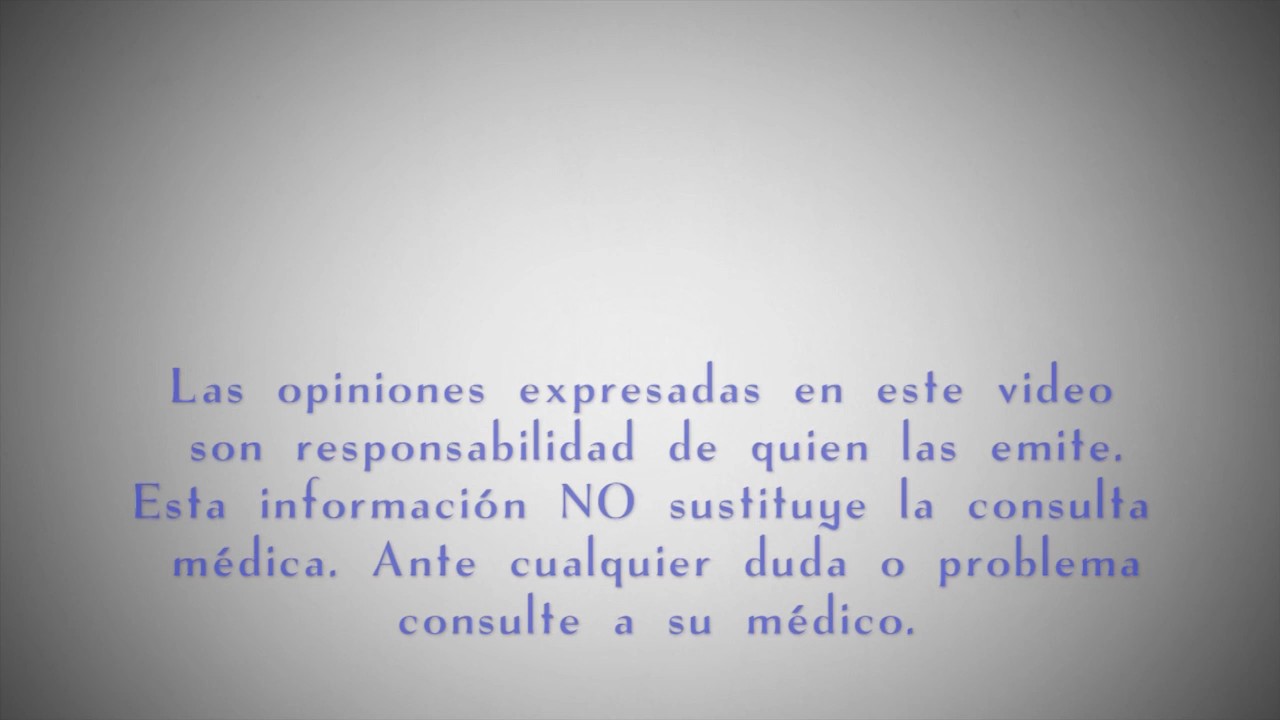 Las opiniones expresadas en este video
son responsabilidad de quien las emite.
Esta información NO sustituye la consulta
médica. Ante cualquier duda o problema
consulte a su médico.